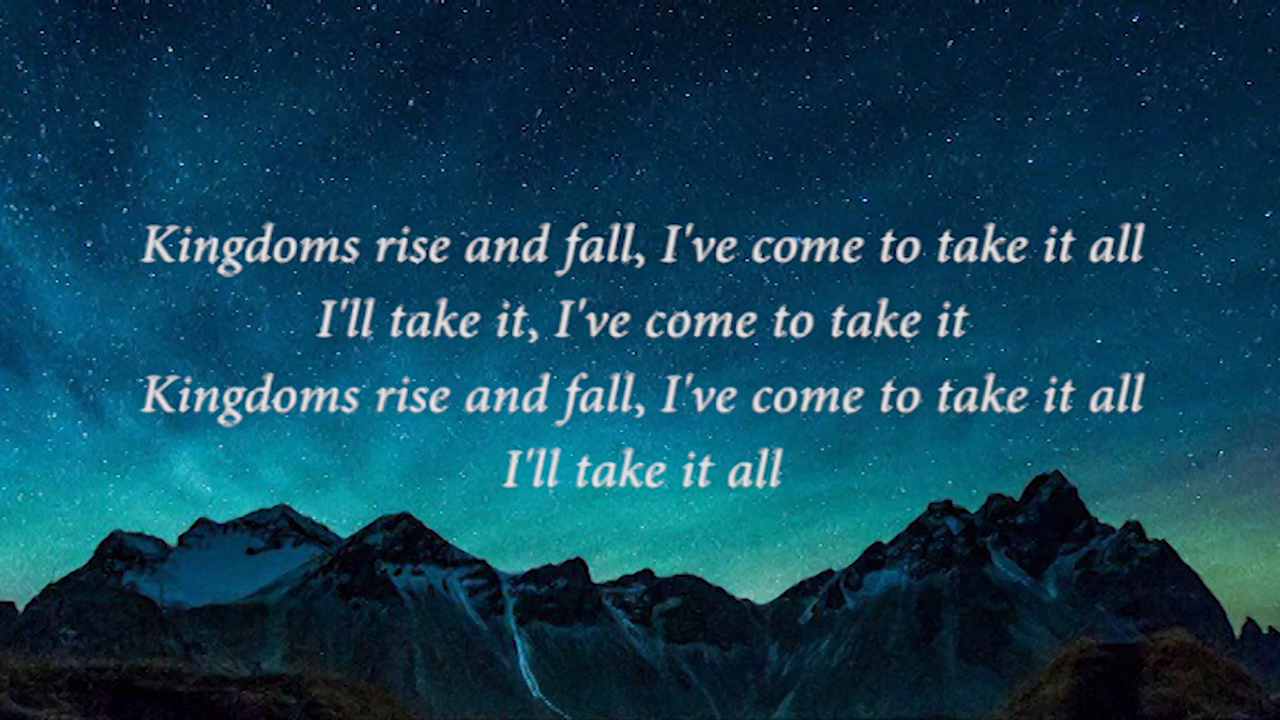 Kingdoms rise and fall, I've come to take it all
I'll take it, I've come to take it
Kingdoms rise and fall, I've come to take it all
I'll take it all